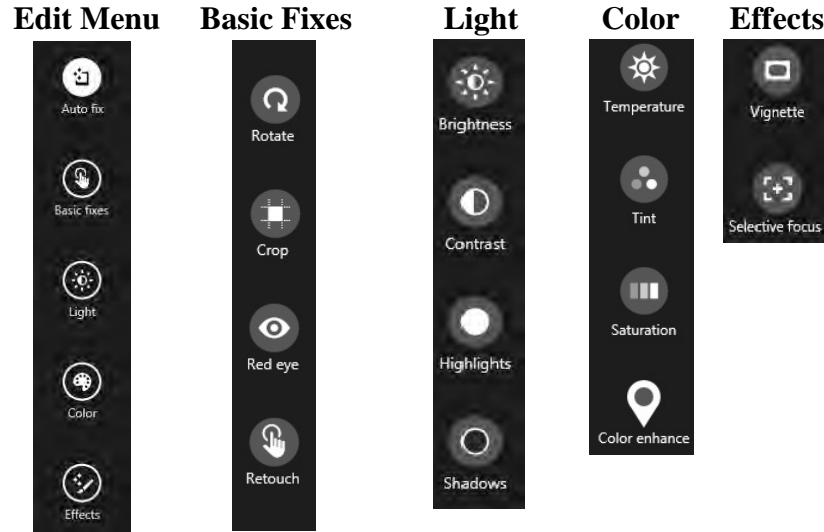 Edit Menu
Auto fix
Basic fixes
Light
Color
Effects
Basic Fixes
Rotate
Crop
Red eye
Retouch
Light
Brightness
Contrast
Highlights
Shadows
Color
Temperature
Tint
Saturation
Color enhance
Effects
Vignette
Selective focus